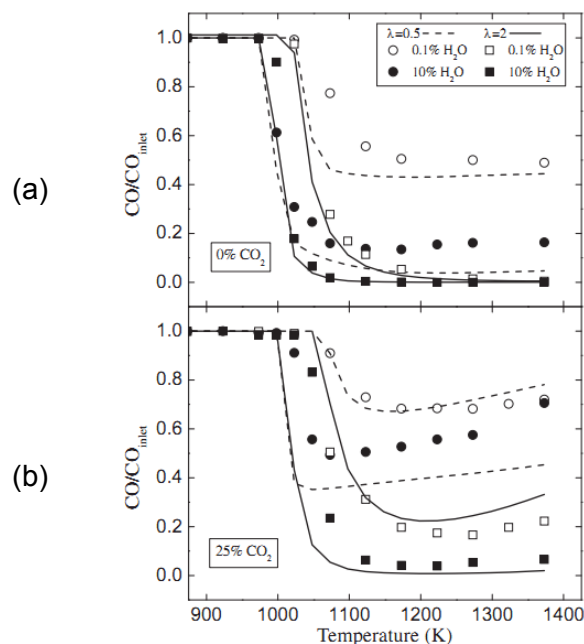 (a)
CO/CO_inlet
1.0
0.8
0.6
0.4
0.2
0.0
λ=0.5 λ=2
0.1% H₂O 0.1% H₂O
10% H₂O 10% H₂O
0% CO₂
(b)
CO/CO_inlet
1.0
0.8
0.6
0.4
0.2
0.0
25% CO₂
900 1000 1100 1200 1300 1400
Temperature (K)